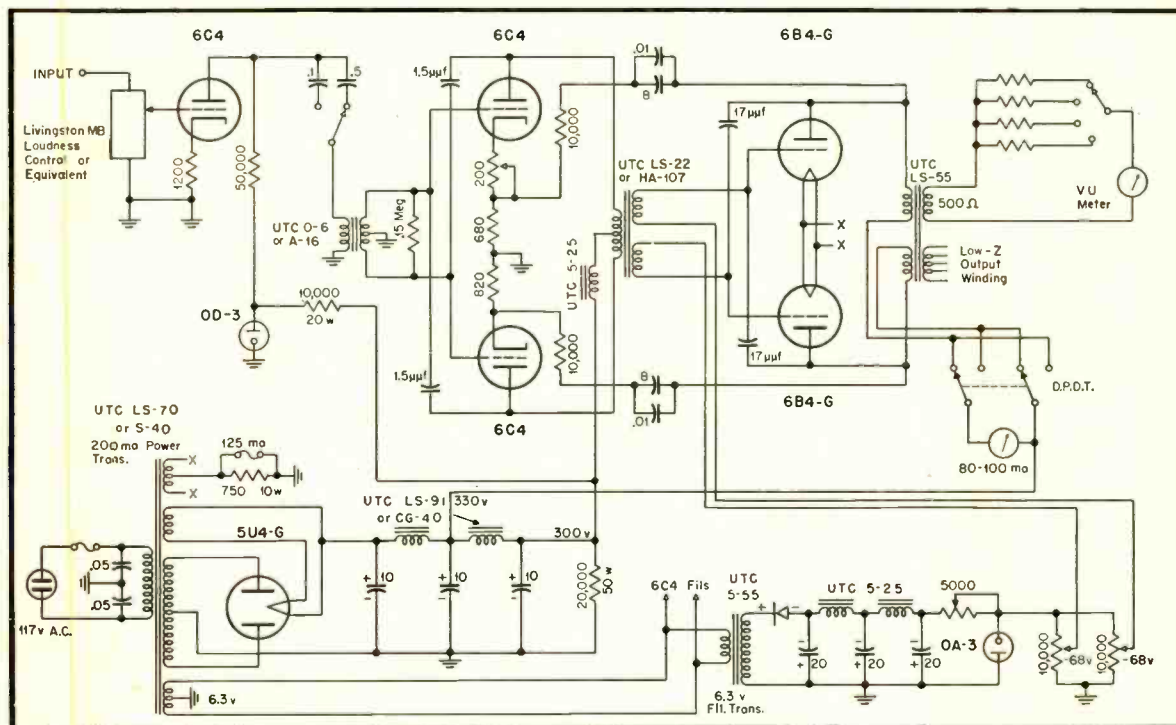 6C4
6C4
6B4-G
INPUT
Livingston MB
Loudness
Control or
Equivalent
1200
50,000
.1
.5
1.5µµf
200
680
820
10,000
.01
8
17µµf
UTC LS-22
or HA-107
UTC
LS-55
500Ω
VU
Meter
UTC O-6
or A-16
.15 Meg
UTC 5-25
X
X
Low-Z
Output
Winding
10,000
20 w
OD-3
1.5µµf
10,000
17µµf
8
.01
6C4
6B4-G
D.P.D.T.
80-100 ma
UTC LS-70
or S-40
200 ma Power
Trans.
X
X
125 ma
750
10w
UTC LS-91
or CG-40
330v
300v
5U4-G
.05
.05
117v A.C.
+
10
-
+
10
-
+
10
-
20,000
50 w
6C4 Fils
UTC
5-55
+
-
UTC 5-25
5000
OA-3
-
+
20
-
+
20
-
+
20
10,000
-68v
10,000
-68v
6.3 v
6.3 v
Fil. Trans.